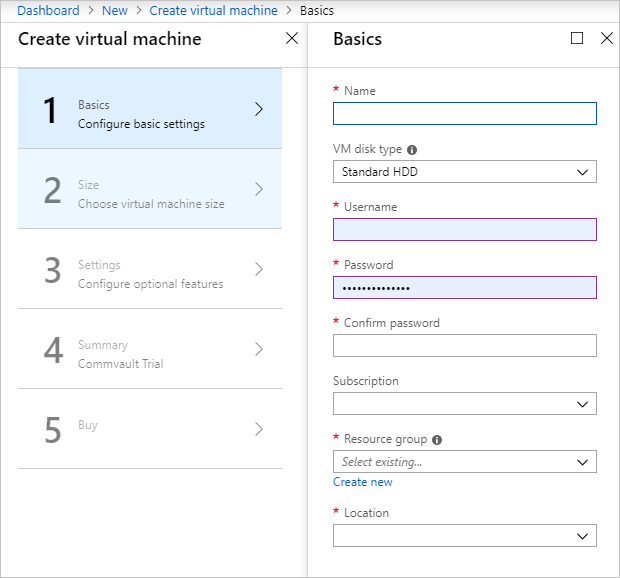 Dashboard > New > Create virtual machine > Basics
Create virtual machine
1
Basics
Configure basic settings
2
Size
Choose virtual machine size
3
Settings
Configure optional features
4
Summary
Commvault Trial
5
Buy
Basics
* Name
VM disk type
Standard HDD
* Username
* Password
••••••••••••••
* Confirm password
Subscription
* Resource group
Select existing...
Create new
* Location